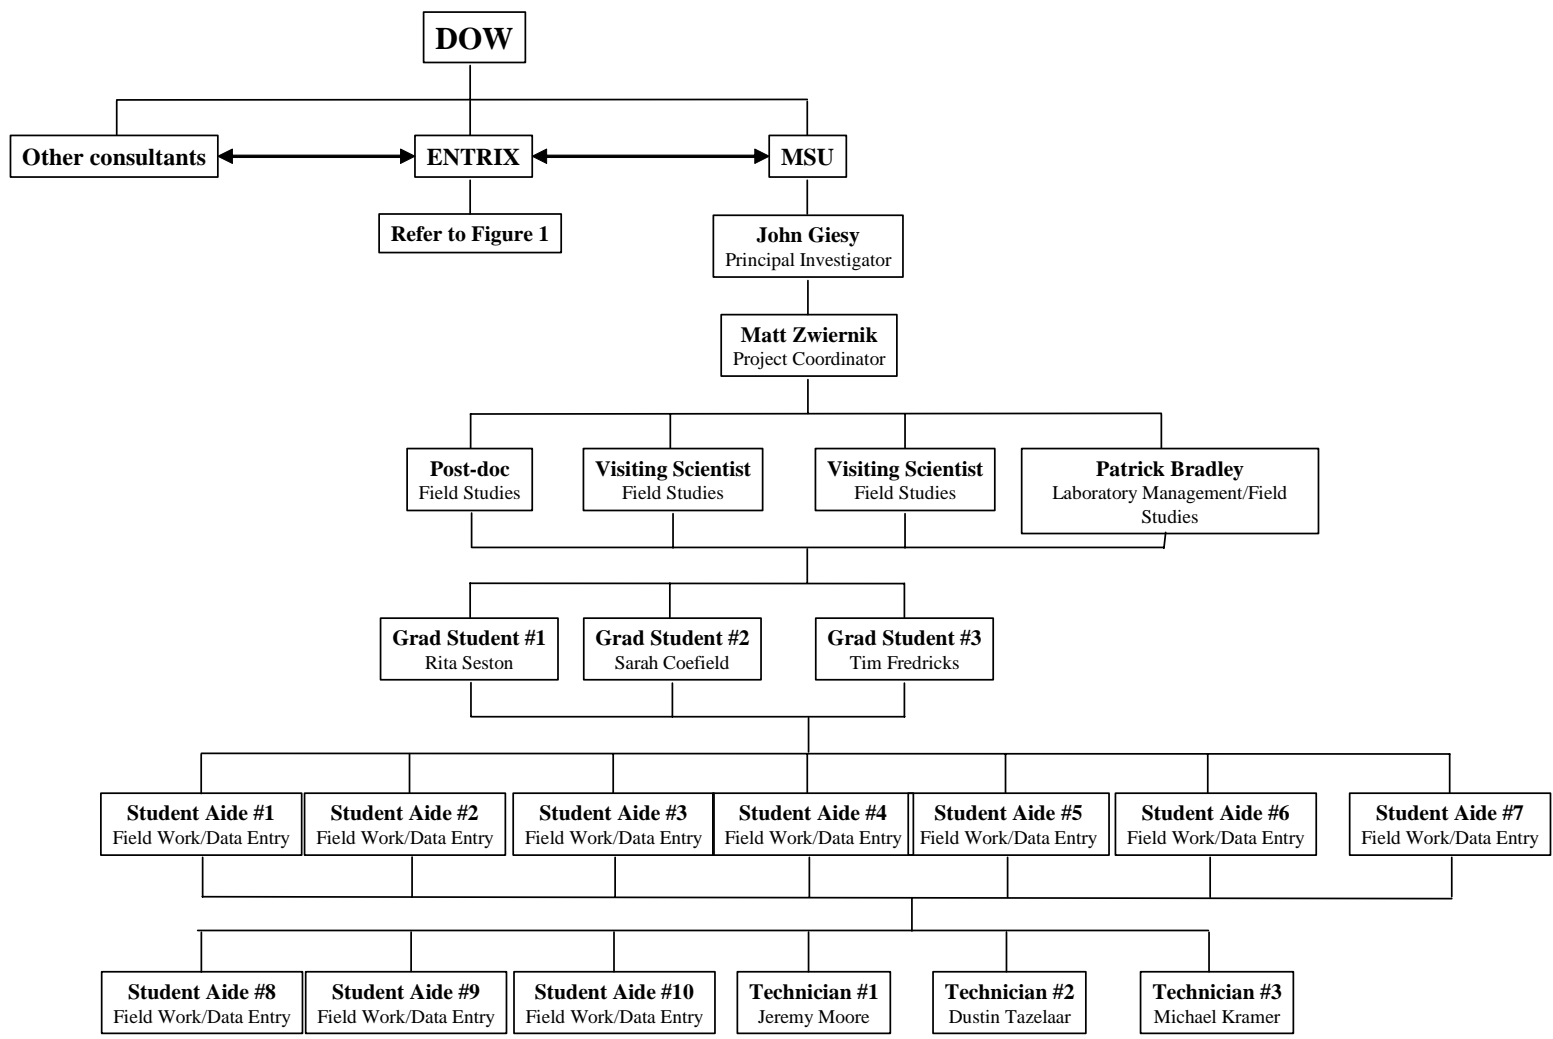 DOW
Other consultants
ENTRIX
MSU
Refer to Figure 1
John Giesy
Principal Investigator
Matt Zwiernik
Project Coordinator
Post-doc
Field Studies
Visiting Scientist
Field Studies
Visiting Scientist
Field Studies
Patrick Bradley
Laboratory Management/Field
Studies
Grad Student #1
Rita Seston
Grad Student #2
Sarah Coefield
Grad Student #3
Tim Fredricks
Student Aide #1
Field Work/Data Entry
Student Aide #2
Field Work/Data Entry
Student Aide #3
Field Work/Data Entry
Student Aide #4
Field Work/Data Entry
Student Aide #5
Field Work/Data Entry
Student Aide #6
Field Work/Data Entry
Student Aide #7
Field Work/Data Entry
Student Aide #8
Field Work/Data Entry
Student Aide #9
Field Work/Data Entry
Student Aide #10
Field Work/Data Entry
Technician #1
Jeremy Moore
Technician #2
Dustin Tazelaar
Technician #3
Michael Kramer